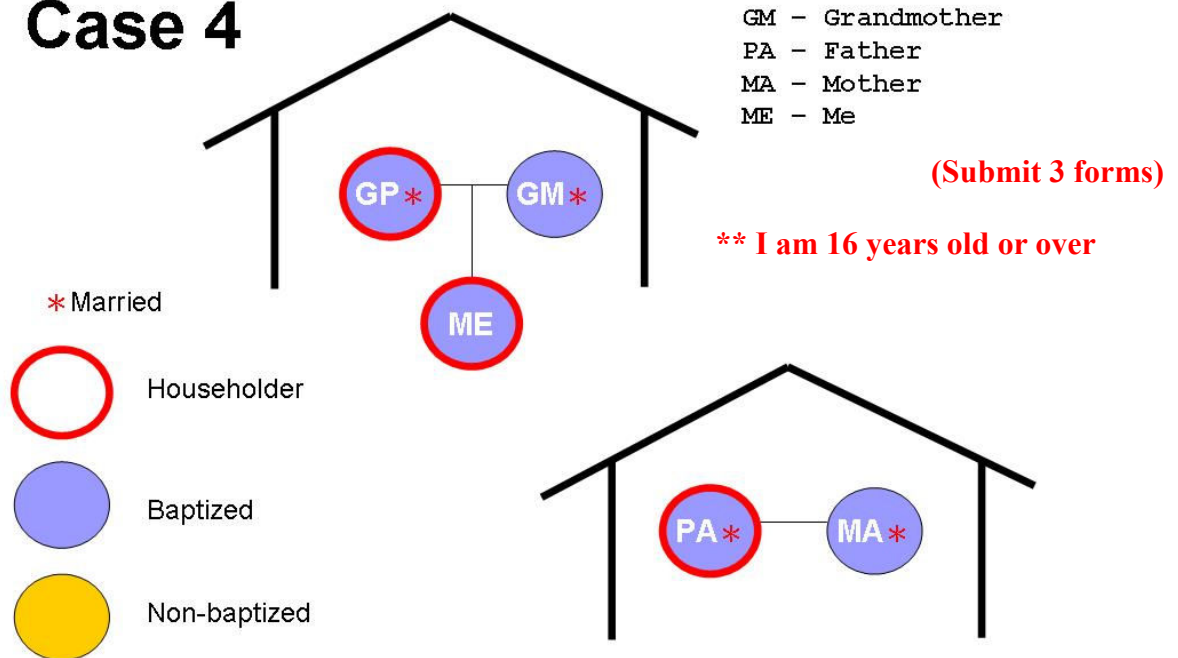 Case 4
GM – Grandmother
PA – Father
MA – Mother
ME – Me
(Submit 3 forms)
** I am 16 years old or over
GP* GM*
ME
*Married
Householder
Baptized
Non-baptized
PA* MA*